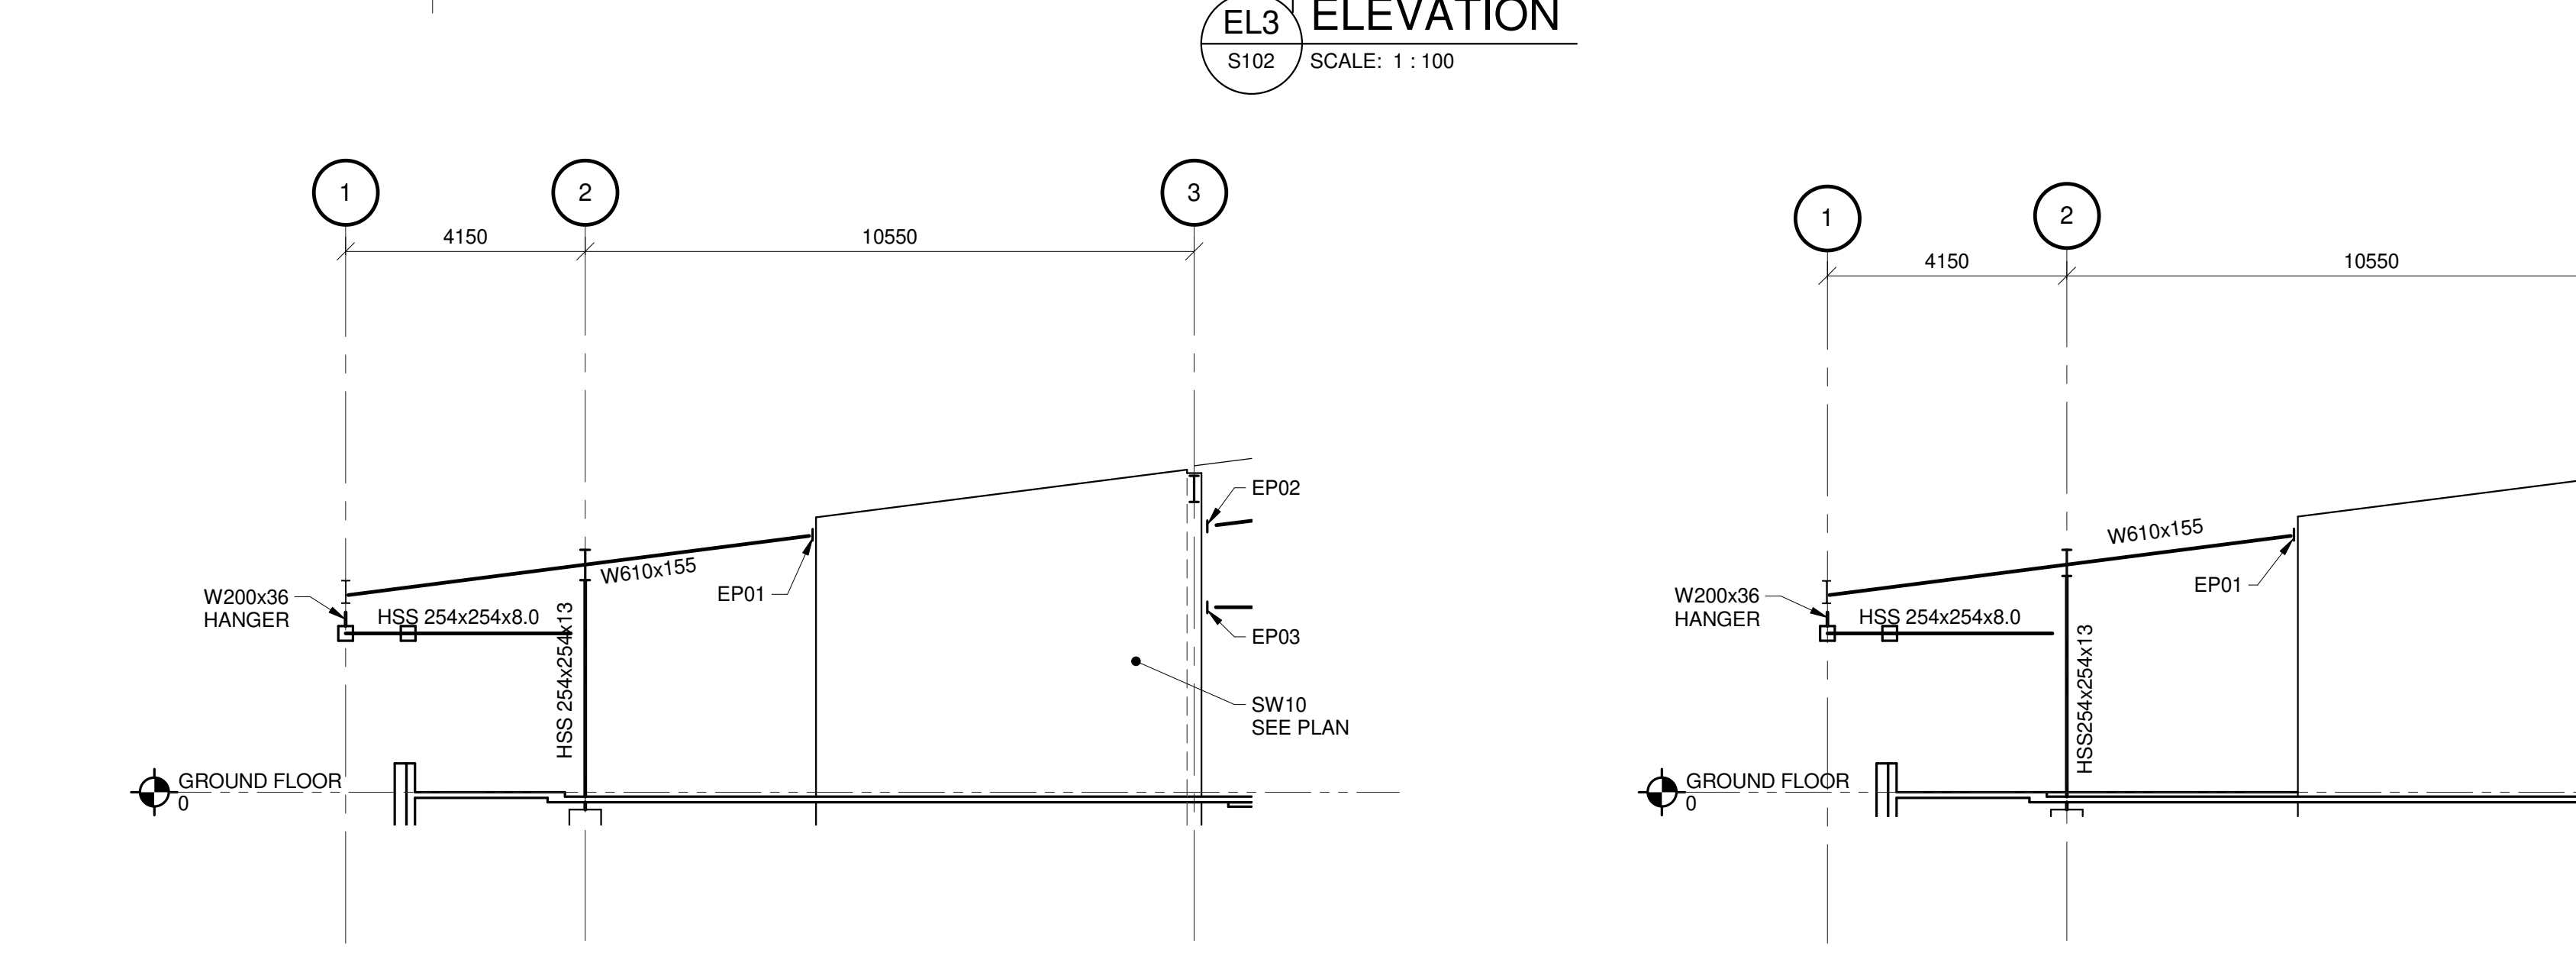 EL3
ELEVATION
S102
SCALE: 1 : 100
1
2
3
4150
10550
EP02
W610x155
EP01
W200x36
HANGER
HSS 254x254x8.0
HSS 254x254x13
EP03
SW10
SEE PLAN
GROUND FLOOR
0
1
2
4150
10550
W610x155
EP01
W200x36
HANGER
HSS 254x254x8.0
HSS254x254x13
GROUND FLOOR
0